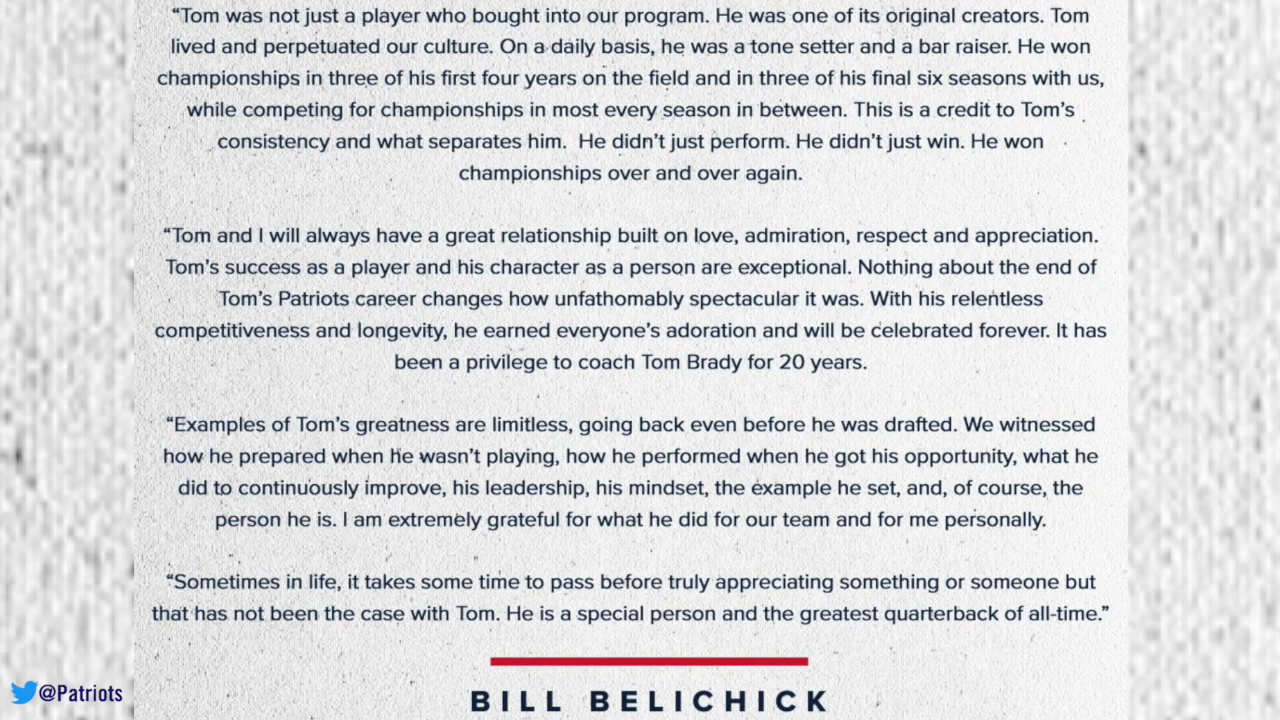 “Tom was not just a player who bought into our program. He was one of its original creators. Tom
lived and perpetuated our culture. On a daily basis, he was a tone setter and a bar raiser. He won
championships in three of his first four years on the field and in three of his final six seasons with us,
while competing for championships in most every season in between. This is a credit to Tom’s
consistency and what separates him.  He didn’t just perform. He didn’t just win. He won
championships over and over again.
“Tom and I will always have a great relationship built on love, admiration, respect and appreciation.
Tom’s success as a player and his character as a person are exceptional. Nothing about the end of
Tom’s Patriots career changes how unfathomably spectacular it was. With his relentless
competitiveness and longevity, he earned everyone’s adoration and will be celebrated forever. It has
been a privilege to coach Tom Brady for 20 years.
“Examples of Tom’s greatness are limitless, going back even before he was drafted. We witnessed
how he prepared when he wasn’t playing, how he performed when he got his opportunity, what he
did to continuously improve, his leadership, his mindset, the example he set, and, of course, the
person he is. I am extremely grateful for what he did for our team and for me personally.
“Sometimes in life, it takes some time to pass before truly appreciating something or someone but
that has not been the case with Tom. He is a special person and the greatest quarterback of all-time.”
BILL BELICHICK
@Patriots